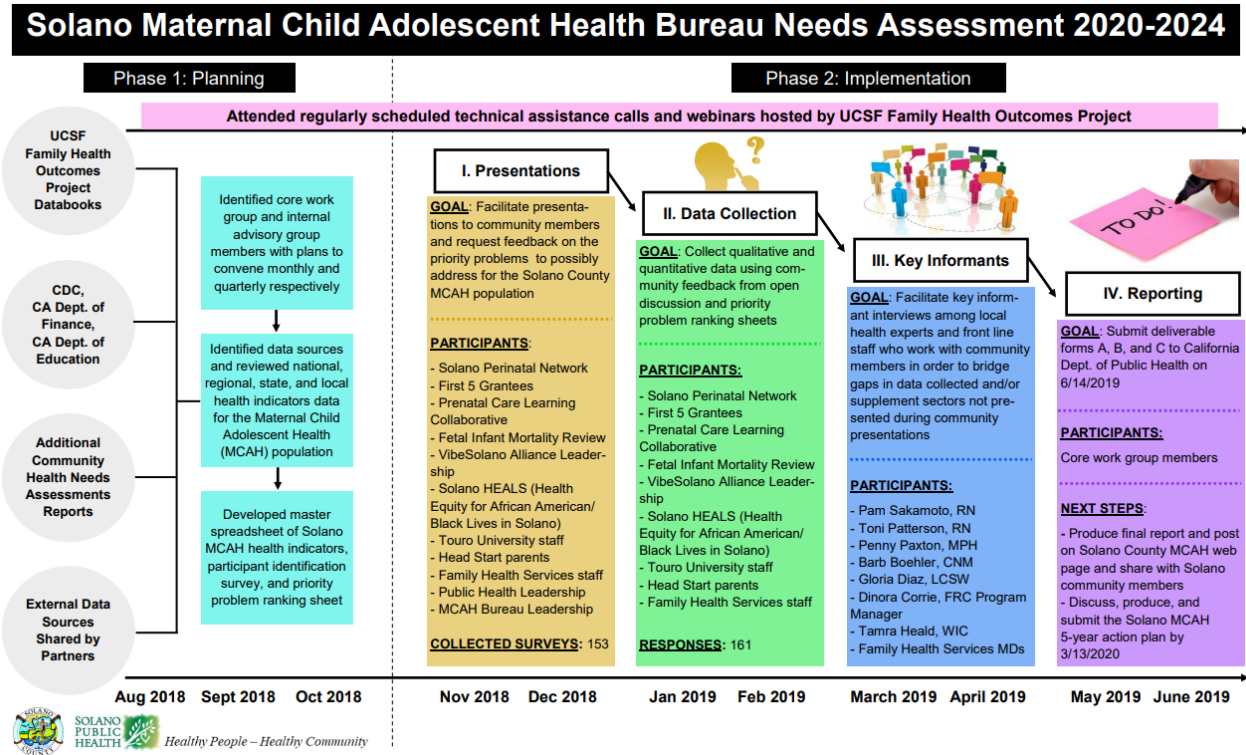 Solano Maternal Child Adolescent Health Bureau Needs Assessment 2020-2024
Phase 1: Planning
Phase 2: Implementation
Attended regularly scheduled technical assistance calls and webinars hosted by UCSF Family Health Outcomes Project
UCSF
Family Health
Outcomes
Project
Databooks
CDC,
CA Dept. of
Finance,
CA Dept. of
Education
Additional
Community
Health Needs
Assessments
Reports
External Data
Sources
Shared by
Partners
Identified core work
group and internal
advisory group
members with plans to
convene monthly and
quarterly respectively
Identified data sources
and reviewed national,
regional, state, and local
health indicators data
for the Maternal Child
Adolescent Health
(MCAH) population
Developed master
spreadsheet of Solano
MCAH health indicators,
participant identification
survey, and priority
problem ranking sheet
I. Presentations
GOAL: Facilitate presenta-
tions to community members
and request feedback on the
priority problems to possibly
address for the Solano County
MCAH population
PARTICIPANTS:
- Solano Perinatal Network
- First 5 Grantees
- Prenatal Care Learning
Collaborative
- Fetal Infant Mortality Review
- VibeSolano Alliance Leader-
ship
- Solano HEALS (Health
Equity for African American/
Black Lives in Solano)
- Touro University staff
- Head Start parents
- Family Health Services staff
- Public Health Leadership
- MCAH Bureau Leadership
COLLECTED SURVEYS: 153
?
II. Data Collection
GOAL: Collect qualitative and
quantitative data using com-
munity feedback from open
discussion and priority
problem ranking sheets
PARTICIPANTS:
- Solano Perinatal Network
- First 5 Grantees
- Prenatal Care Learning
Collaborative
- Fetal Infant Mortality Review
- VibeSolano Alliance Leader-
ship
- Solano HEALS (Health
Equity for African American/
Black Lives in Solano)
- Touro University staff
- Head Start parents
- Family Health Services staff
RESPONSES: 161
III. Key Informants
GOAL: Facilitate key inform-
ant interviews among local
health experts and front line
staff who work with community
members in order to bridge
gaps in data collected and/or
supplement sectors not pre-
sented during community
presentations
PARTICIPANTS:
- Pam Sakamoto, RN
- Toni Patterson, RN
- Penny Paxton, MPH
- Barb Boehler, CNM
- Gloria Diaz, LCSW
- Dinora Corrie, FRC Program
Manager
- Tamra Heald, WIC
- Family Health Services MDs
TO DO!
IV. Reporting
GOAL: Submit deliverable
forms A, B, and C to California
Dept. of Public Health on
6/14/2019
PARTICIPANTS:
Core work group members
NEXT STEPS:
- Produce final report and post
on Solano County MCAH web
page and share with Solano
community members
- Discuss, produce, and
submit the Solano MCAH
5-year action plan by
3/13/2020
Aug 2018 Sept 2018 Oct 2018 Nov 2018 Dec 2018 Jan 2019 Feb 2019 March 2019 April 2019 May 2019 June 2019
SOLANO
COUNTY
SOLANO
PUBLIC
HEALTH
Healthy People – Healthy Community